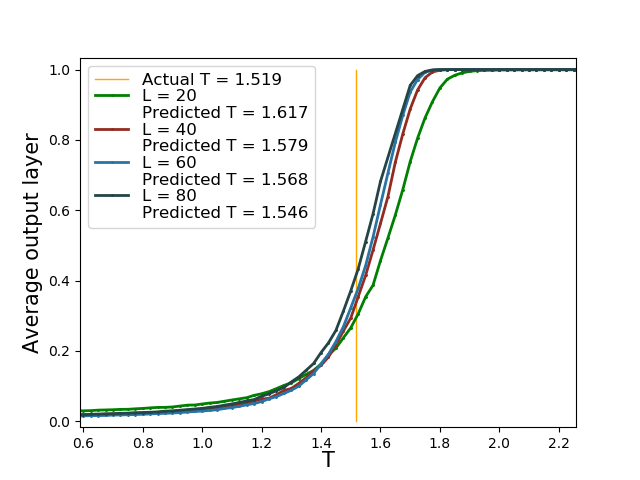 Actual T = 1.519
L = 20
Predicted T = 1.617
L = 40
Predicted T = 1.579
L = 60
Predicted T = 1.568
L = 80
Predicted T = 1.546
1.0
0.8
0.6
0.4
0.2
0.0
Average output layer
0.6 0.8 1.0 1.2 1.4 1.6 1.8 2.0 2.2
T